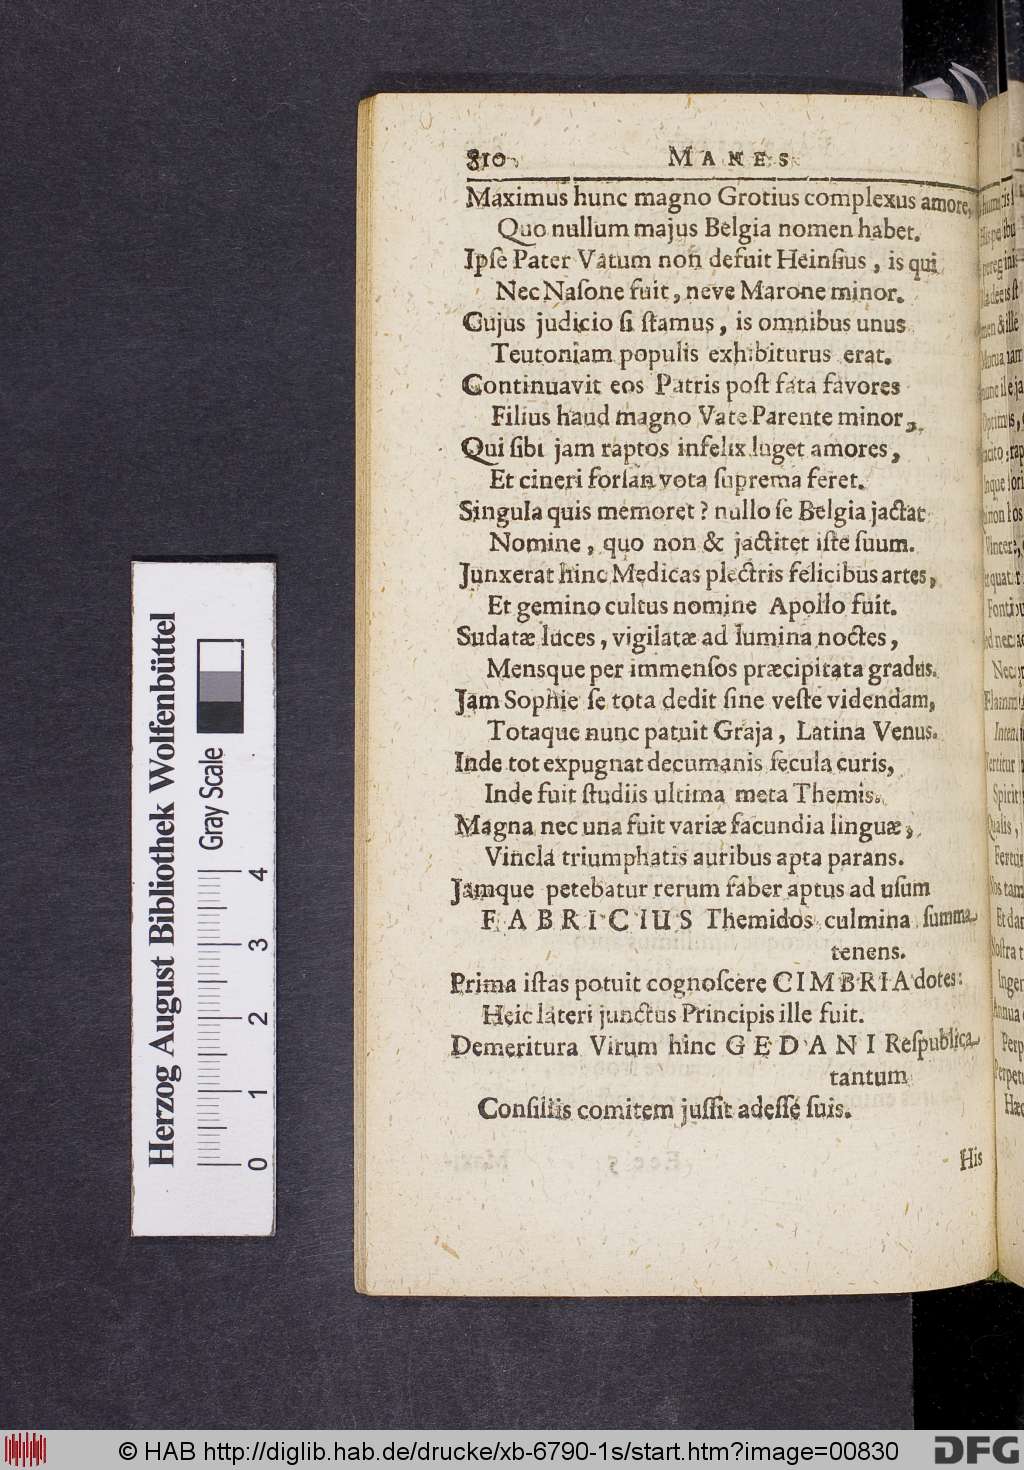 810 MANES
Maximus hunc magno Grotius complexus amore,
Quo nullum majus Belgia nomen habet.
Ipſe Pater Vatum non defuit Heinſius, is qui
Nec Naſone fuit, neve Marone minor.
Cujus judicio ſi ſtamus, is omnibus unus
Teutoniam populis exhibiturus erat.
Continuavit eos Patris poſt fata favores
Filius haud magno Vate Parente minor,
Qui ſibi jam raptos infelix luget amores,
Et cineri forſan vota ſuprema feret.
Singula quis memoret? nullo ſe Belgia jactat
Nomine, quo non & jactitet iſte ſuum.
Junxerat hinc Medicas plectris felicibus artes,
Et gemino cultus nomine Apollo fuit.
Sudatæ luces, vigilatæ ad lumina noctes,
Mensque per immenſos præcipitata gradus.
Jam Sophie ſe tota dedit ſine veſte videndam,
Totaque nunc patuit Graja, Latina Venus.
Inde tot expugnat decumanis ſecula curis,
Inde fuit ſtudiis ultima meta Themis.
Magna nec una fuit variæ facundia linguæ,
Vincla triumphatis auribus apta parans.
Jamque petebatur rerum faber aptus ad uſum
FABRICIUS Themidos culmina ſumma
tenens.
Prima iſtas potuit cognoſcere CIMBRIA dotes:
Heic lateri junctus Principis ille fuit.
Demeritura Virum hinc GEDANI Reſpublica
tantum
Conſiliis comitem juſſit adeſſe ſuis.
His
Herzog August Bibliothek Wolfenbüttel
Gray Scale
0 1 2 3 4
© HAB http://diglib.hab.de/drucke/xb-6790-1s/start.htm?image=00830
DFG